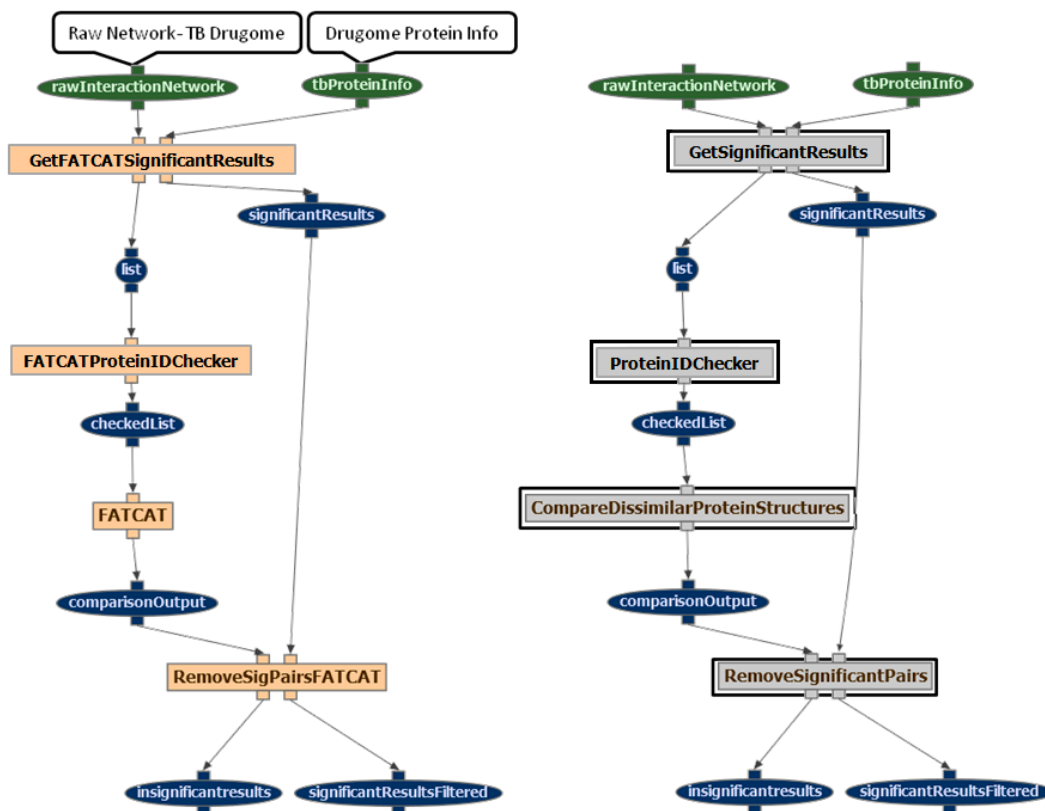 Raw Network-TB Drugome
Drugome Protein Info
rawInteractionNetwork
tbProteinInfo
GetFATCATSignificantResults
significantResults
list
FATCATProteinIDChecker
checkedList
FATCAT
comparisonOutput
RemoveSigPairsFATCAT
insignificantresults
significantResultsFiltered
rawInteractionNetwork
tbProteinInfo
GetSignificantResults
significantResults
list
ProteinIDChecker
checkedList
CompareDissimilarProteinStructures
comparisonOutput
RemoveSignificantPairs
insignificantresults
significantResultsFiltered